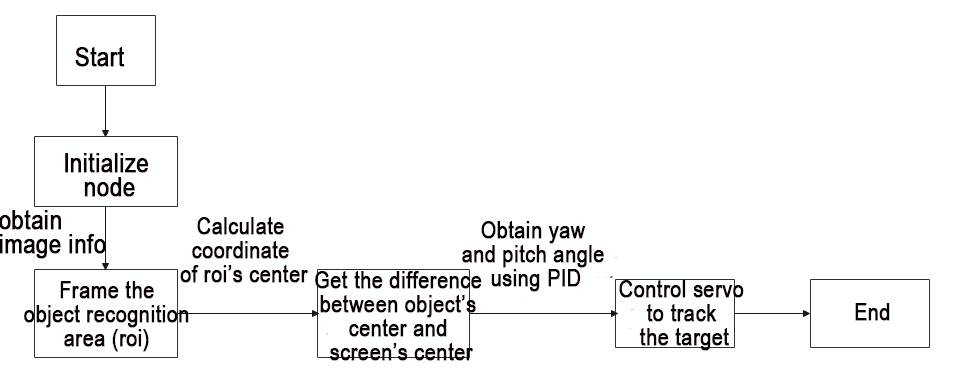 Start
Initialize
node
obtain
image info
Frame the
object recognition
area (roi)
Calculate
coordinate
of roi's center
Get the difference
between object's
center and
screen's center
Obtain yaw
and pitch angle
using PID
Control servo
to track
the target
End